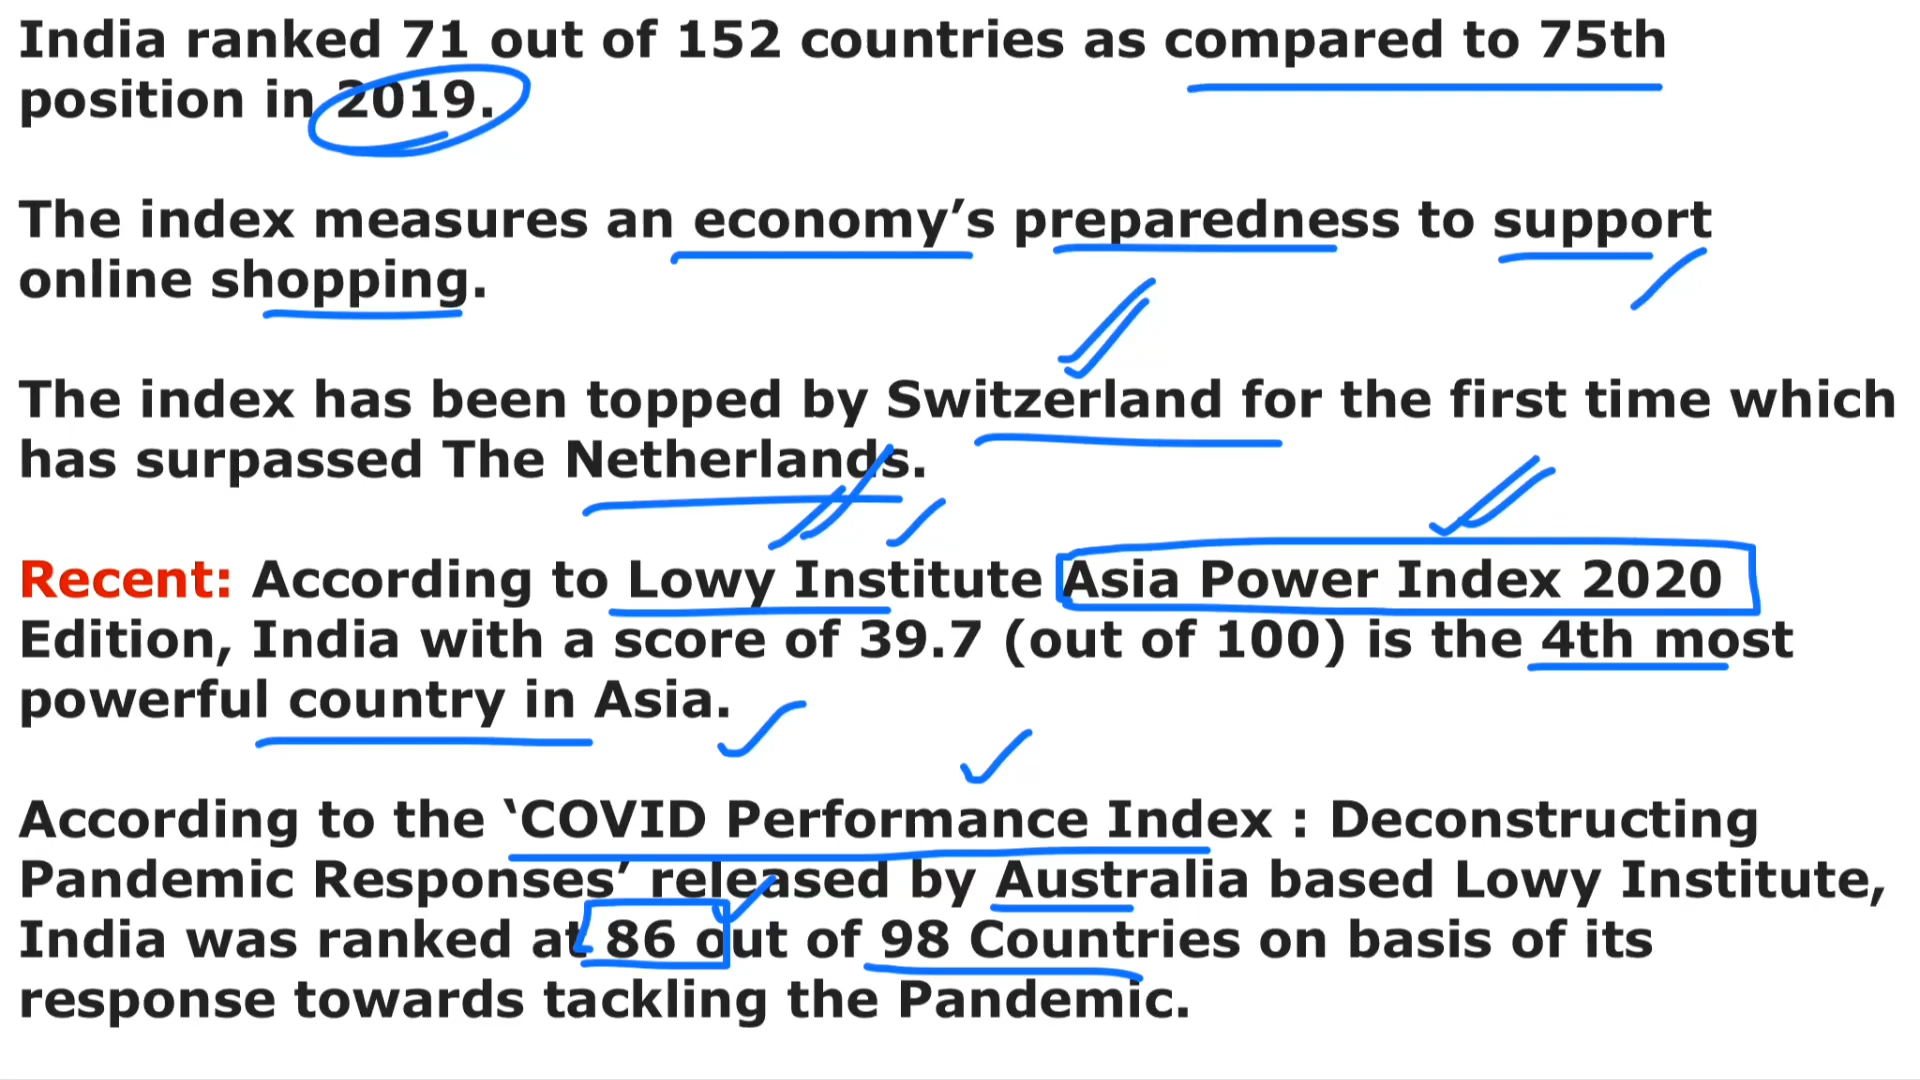 India ranked 71 out of 152 countries as compared to 75th
position in 2019.
The index measures an economy’s preparedness to support
online shopping.
The index has been topped by Switzerland for the first time which
has surpassed The Netherlands.
Recent: According to Lowy Institute Asia Power Index 2020
Edition, India with a score of 39.7 (out of 100) is the 4th most
powerful country in Asia.
According to the ‘COVID Performance Index : Deconstructing
Pandemic Responses’ released by Australia based Lowy Institute,
India was ranked at 86 out of 98 Countries on basis of its
response towards tackling the Pandemic.